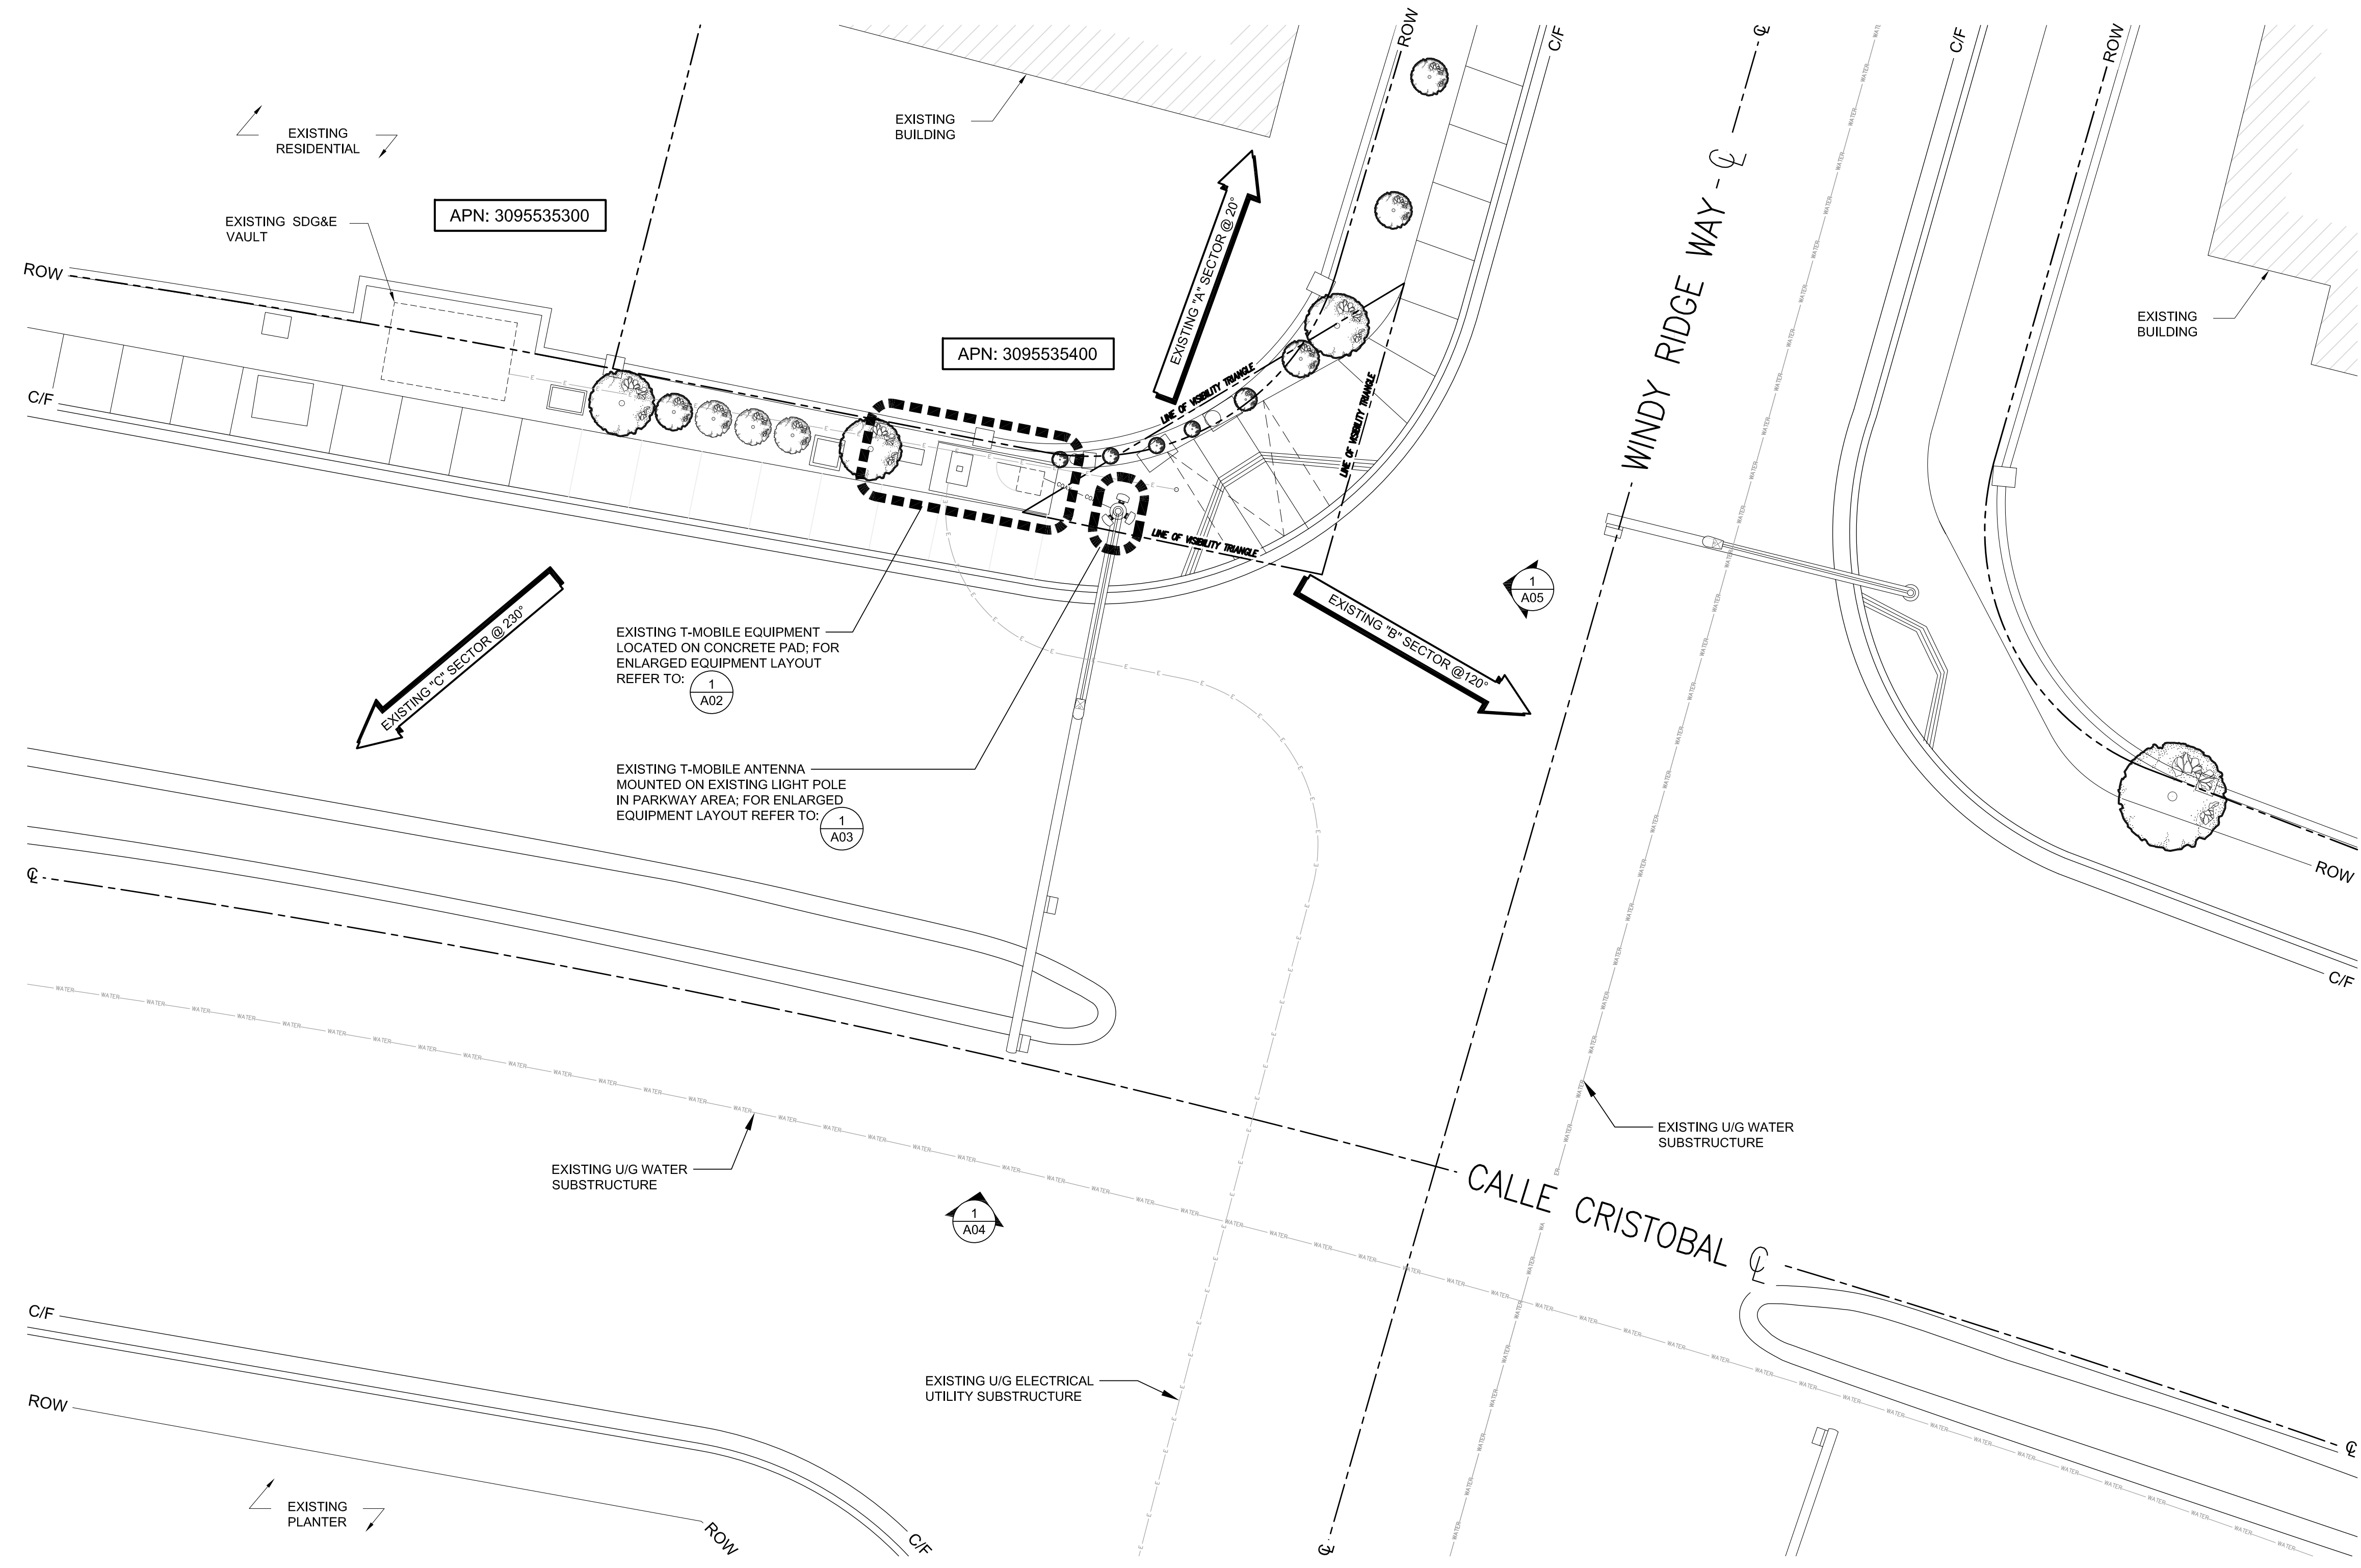 ROW
C/F
℄
C/F
ROW
EXISTING
RESIDENTIAL
EXISTING
BUILDING
APN: 3095535300
EXISTING SDG&E
VAULT
ROW
C/F
EXISTING "A" SECTOR @ 20°
APN: 3095535400
LINE OF VISIBILITY TRIANGLE
LINE OF VISIBILITY TRIANGLE
LINE OF VISIBILITY TRIANGLE
WINDY RIDGE WAY - ℄
EXISTING
BUILDING
1
A05
EXISTING "B" SECTOR @120°
EXISTING "C" SECTOR @ 230°
EXISTING T-MOBILE EQUIPMENT
LOCATED ON CONCRETE PAD; FOR
ENLARGED EQUIPMENT LAYOUT
REFER TO:
1
A02
EXISTING T-MOBILE ANTENNA
MOUNTED ON EXISTING LIGHT POLE
IN PARKWAY AREA; FOR ENLARGED
EQUIPMENT LAYOUT REFER TO:
1
A03
℄
ROW
C/F
WATER
WATER
EXISTING U/G WATER
SUBSTRUCTURE
EXISTING U/G WATER
SUBSTRUCTURE
1
A04
CALLE CRISTOBAL ℄
C/F
ROW
EXISTING U/G ELECTRICAL
UTILITY SUBSTRUCTURE
℄
EXISTING
PLANTER
ROW
C/F
℄